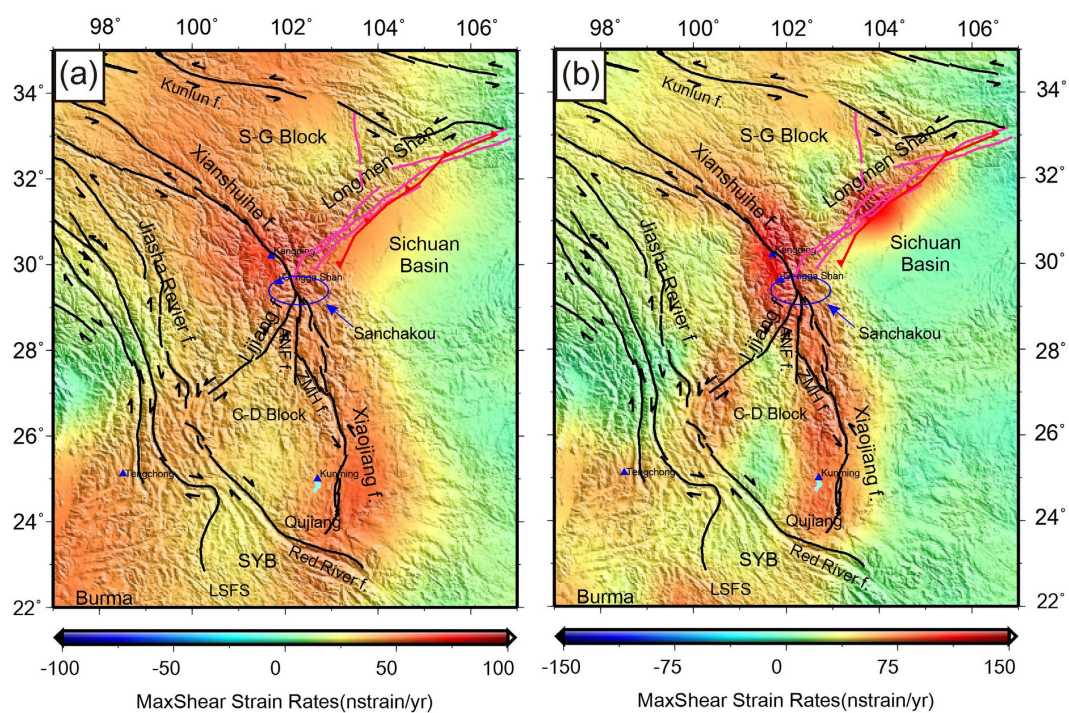 98° 100° 102° 104° 106°
98° 100° 102° 104° 106°
(a)
(b)
34°
32°
30°
28°
26°
24°
22°
34°
32°
30°
28°
26°
24°
22°
Kunlun f.
S-G Block
Longmen Shan
Xianshuihe f.
Jiasha Revier f.
Kangding
Gongga Shan
Sichuan
Basin
Sanchakou
Lijiang f.
ANF f.
ZMH f.
C-D Block
Xiaojiang f.
Tengchong
Kunming
Qujiang
SYB
Red River f.
LSFS
Burma
Kunlun f.
S-G Block
Longmen Shan
Xianshuihe f.
Jiasha Revier f.
Kangding
Gongga Shan
Sichuan
Basin
Sanchakou
Lijiang f.
ANF f.
ZMH f.
C-D Block
Xiaojiang f.
Tengchong
Kunming
Qujiang
SYB
Red River f.
LSFS
Burma
-100 -50 0 50 100
MaxShear Strain Rates(nstrain/yr)
-150 -75 0 75 150
MaxShear Strain Rates(nstrain/yr)